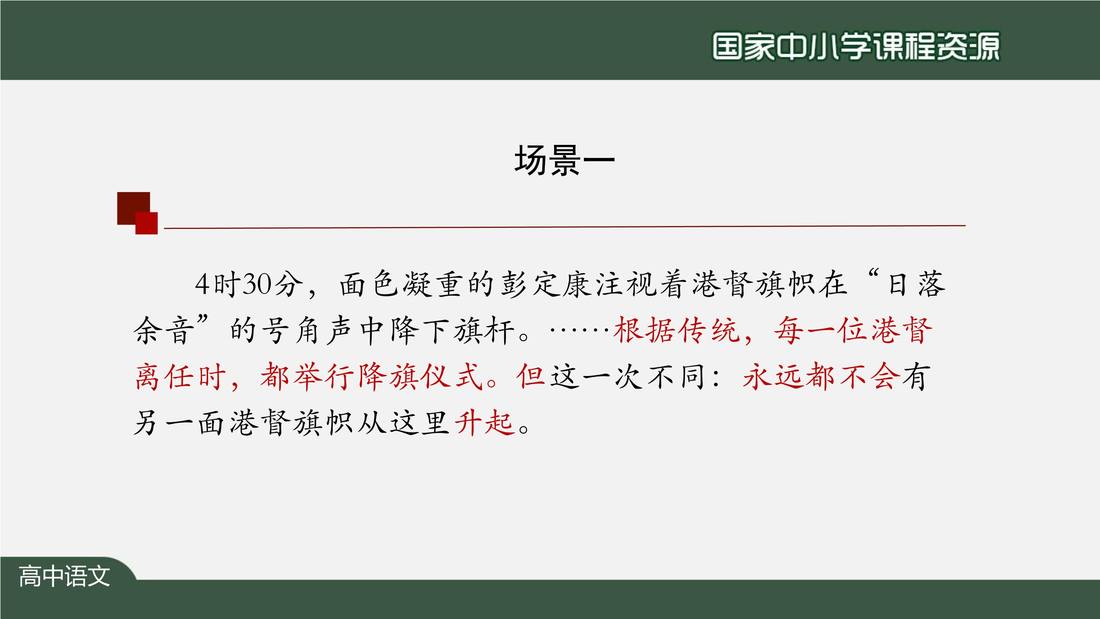 国家中小学课程资源
场景一
4时30分，面色凝重的彭定康注视着港督旗帜在“日落
余音”的号角声中降下旗杆。……根据传统，每一位港督
离任时，都举行降旗仪式。但这一次不同：永远都不会有
另一面港督旗帜从这里升起。
高中语文